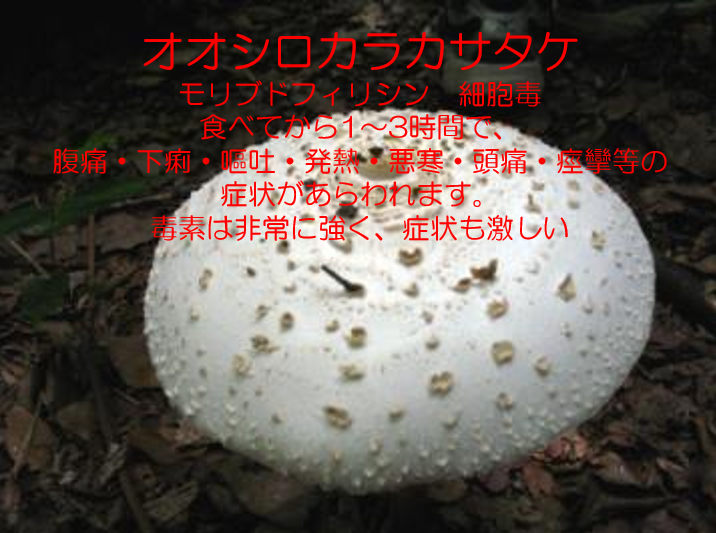 オオシロカラカサタケ
モリブドフィリシン　細胞毒
食べてから1～3時間で、
腹痛・下痢・嘔吐・発熱・悪寒・頭痛・痙攣等の
症状があらわれます。
毒素は非常に強く、症状も激しい